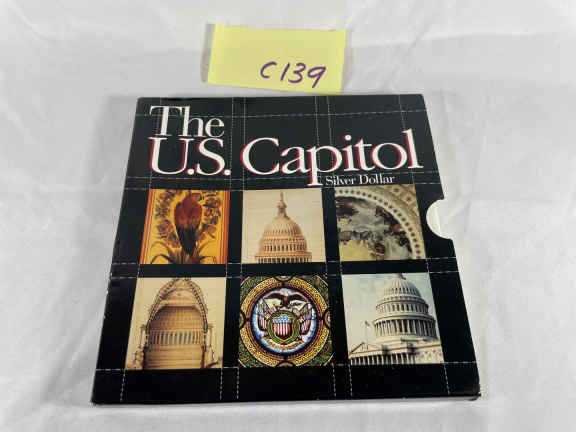 C139
The
U.S. Capitol
Silver Dollar